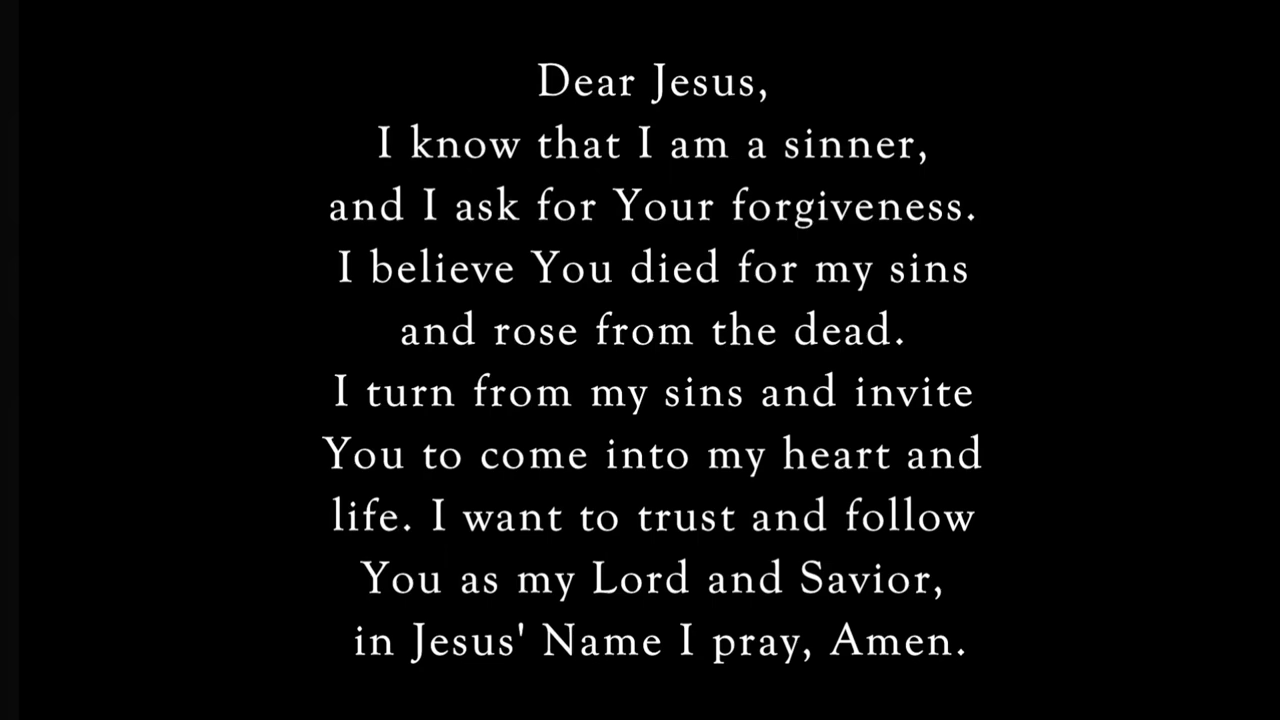 Dear Jesus,
I know that I am a sinner,
and I ask for Your forgiveness.
I believe You died for my sins
and rose from the dead.
I turn from my sins and invite
You to come into my heart and
life. I want to trust and follow
You as my Lord and Savior,
in Jesus' Name I pray, Amen.